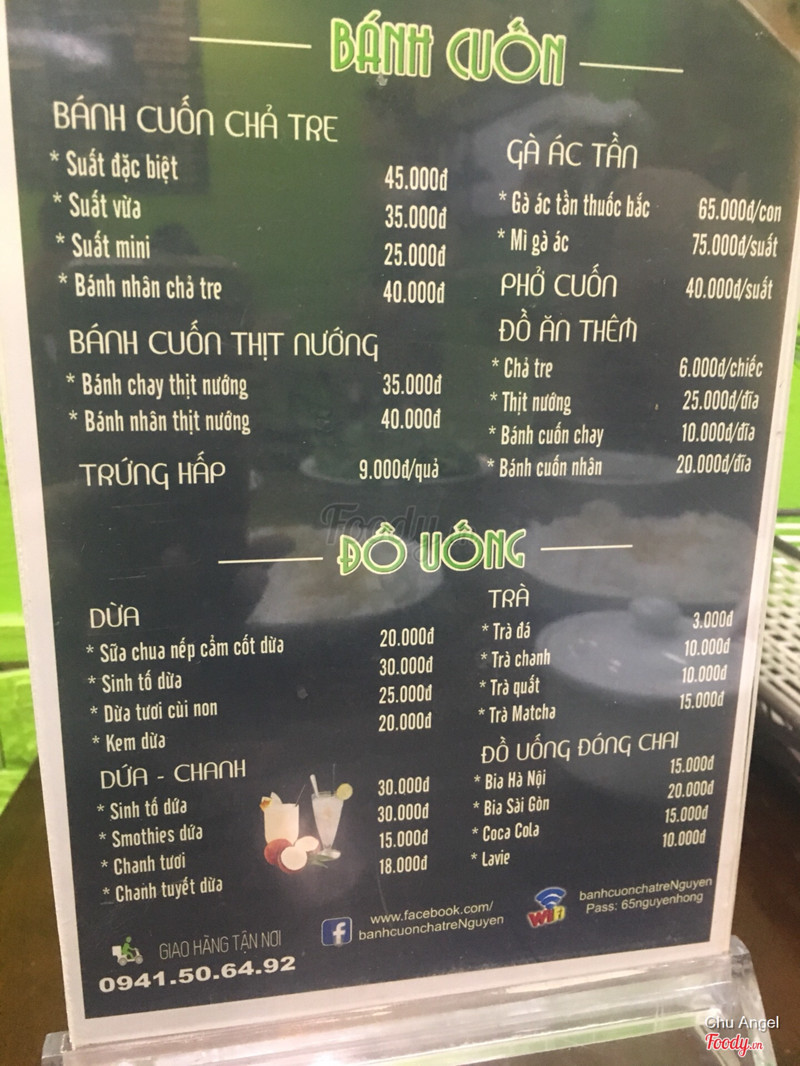 BÁNH CUỐN
BÁNH CUỐN CHẢ TRE
* Suất đặc biệt 45.000đ
* Suất vừa 35.000đ
* Suất mini 25.000đ
* Bánh nhân chả tre 40.000đ
BÁNH CUỐN THỊT NƯỚNG
* Bánh chay thịt nướng 35.000đ
* Bánh nhân thịt nướng 40.000đ
TRỨNG HẤP 9.000đ/quả
GÀ ÁC TẦN
* Gà ác tần thuốc bắc 65.000đ/con
* Mì gà ác 75.000đ/suất
PHỞ CUỐN 40.000đ/suất
ĐỒ ĂN THÊM
* Chả tre 6.000đ/chiếc
* Thịt nướng 25.000đ/đĩa
* Bánh cuốn chay 10.000đ/đĩa
* Bánh cuốn nhân 20.000đ/đĩa
Foody
ĐỒ UỐNG
DỪA
* Sữa chua nếp cẩm cốt dừa 20.000đ
* Sinh tố dừa 30.000đ
* Dừa tươi cùi non 25.000đ
* Kem dừa 20.000đ
DỨA - CHANH
* Sinh tố dứa 30.000đ
* Smothies dứa 30.000đ
* Chanh tươi 15.000đ
* Chanh tuyết dừa 18.000đ
TRÀ
* Trà đá 3.000đ
* Trà chanh 10.000đ
* Trà quất 10.000đ
* Trà Matcha 15.000đ
ĐỒ UỐNG ĐÓNG CHAI
* Bia Hà Nội 15.000đ
* Bia Sài Gòn 20.000đ
* Coca Cola 15.000đ
* Lavie 10.000đ
GIAO HÀNG TẬN NƠI
0941.50.64.92
www.facebook.com/
banhcuonchatreNguyen
WiFi
banhcuonchatreNguyen
Pass: 65nguyenhong
Chu Angel
Foody.vn